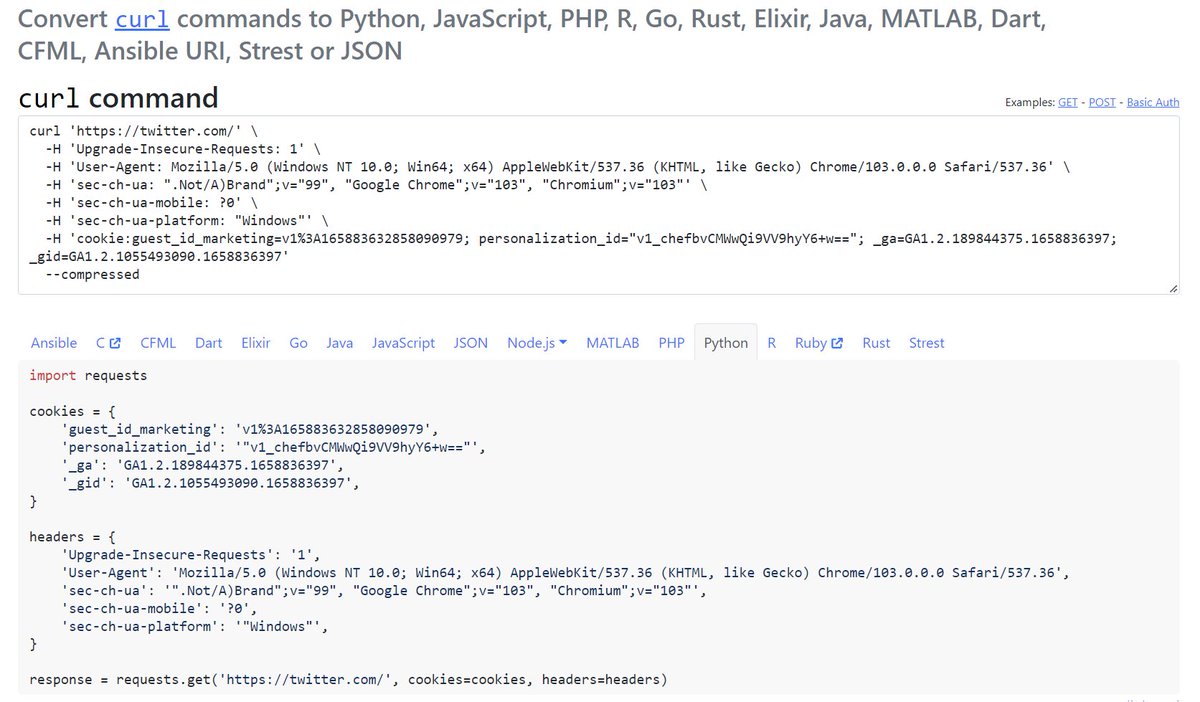 Convert curl commands to Python, JavaScript, PHP, R, Go, Rust, Elixir, Java, MATLAB, Dart,
CFML, Ansible URI, Strest or JSON
curl command
Examples: GET - POST - Basic Auth
curl 'https://twitter.com/' \
  -H 'Upgrade-Insecure-Requests: 1' \
  -H 'User-Agent: Mozilla/5.0 (Windows NT 10.0; Win64; x64) AppleWebKit/537.36 (KHTML, like Gecko) Chrome/103.0.0.0 Safari/537.36' \
  -H 'sec-ch-ua: ".Not/A)Brand";v="99", "Google Chrome";v="103", "Chromium";v="103"' \
  -H 'sec-ch-ua-mobile: ?0' \
  -H 'sec-ch-ua-platform: "Windows"' \
  -H 'cookie:guest_id_marketing=v1%3A165883632858090979; personalization_id="v1_chefbvCMWwQi9VV9hyY6+w=="; _ga=GA1.2.189844375.1658836397;
_gid=GA1.2.1055493090.1658836397'
  --compressed
Ansible C CFML Dart Elixir Go Java JavaScript JSON Node.js MATLAB PHP Python R Ruby Rust Strest
import requests
cookies = {
    'guest_id_marketing': 'v1%3A165883632858090979',
    'personalization_id': '"v1_chefbvCMWwQi9VV9hyY6+w=="',
    '_ga': 'GA1.2.189844375.1658836397',
    '_gid': 'GA1.2.1055493090.1658836397',
}
headers = {
    'Upgrade-Insecure-Requests': '1',
    'User-Agent': 'Mozilla/5.0 (Windows NT 10.0; Win64; x64) AppleWebKit/537.36 (KHTML, like Gecko) Chrome/103.0.0.0 Safari/537.36',
    'sec-ch-ua': '".Not/A)Brand";v="99", "Google Chrome";v="103", "Chromium";v="103"',
    'sec-ch-ua-mobile': '?0',
    'sec-ch-ua-platform': '"Windows"',
}
response = requests.get('https://twitter.com/', cookies=cookies, headers=headers)